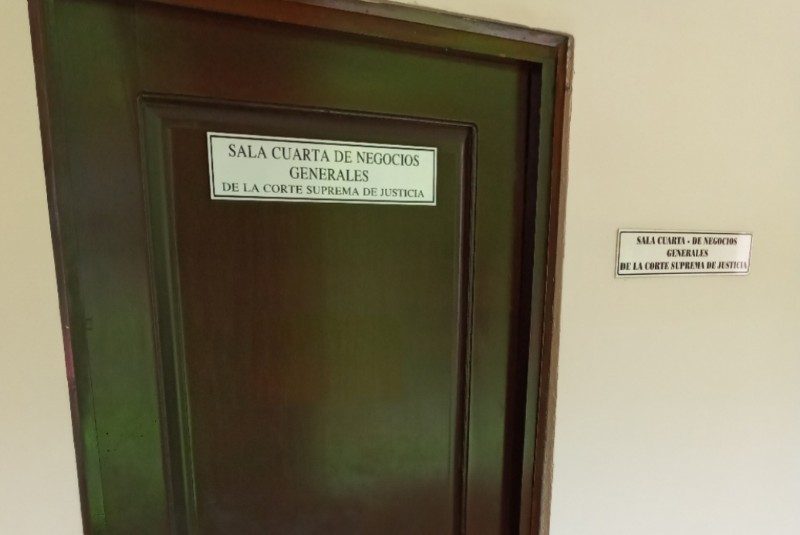 SALA CUARTA DE NEGOCIOS
GENERALES
DE LA CORTE SUPREMA DE JUSTICIA
SALA CUARTA - DE NEGOCIOS
GENERALES
DE LA CORTE SUPREMA DE JUSTICIA